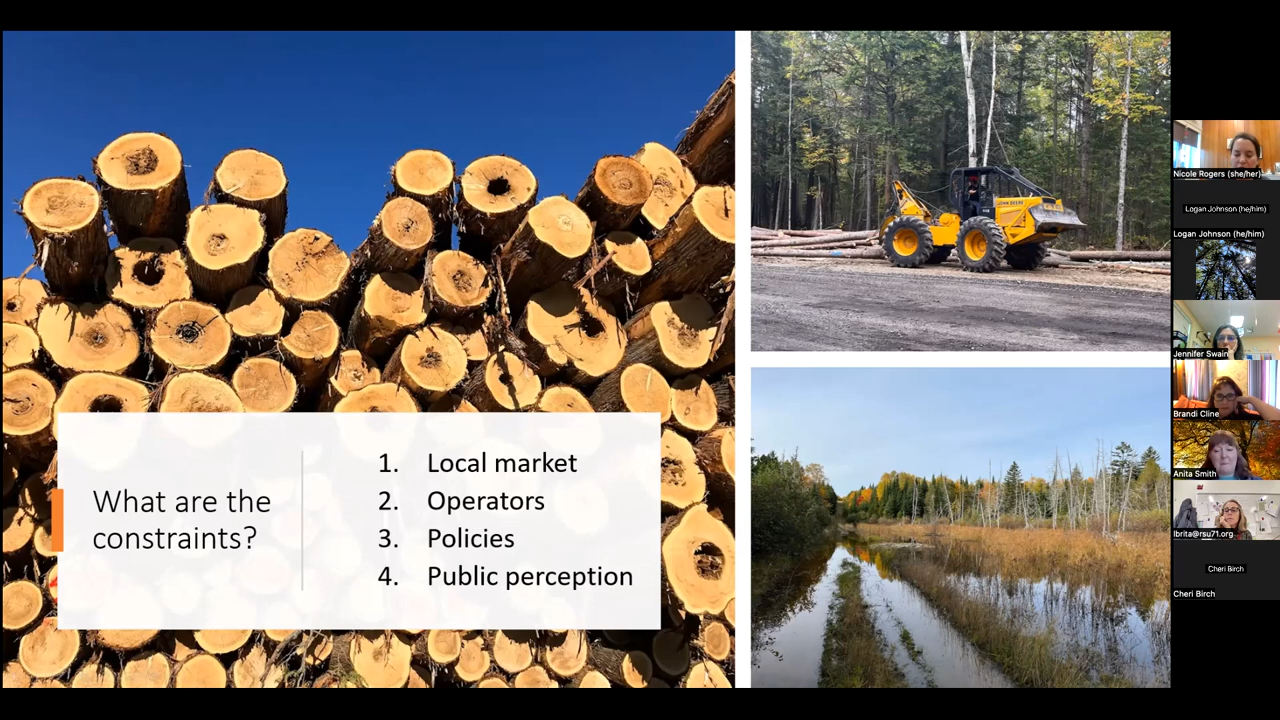 What are the
constraints?
1. Local market
2. Operators
3. Policies
4. Public perception
JOHN DEERE
Nicole Rogers (she/her)
Logan Johnson (he/him)
Logan Johnson (he/him)
Jennifer Swain
Brandi Cline
Anita Smith
lbrita@rsu71.org
Cheri Birch
Cheri Birch